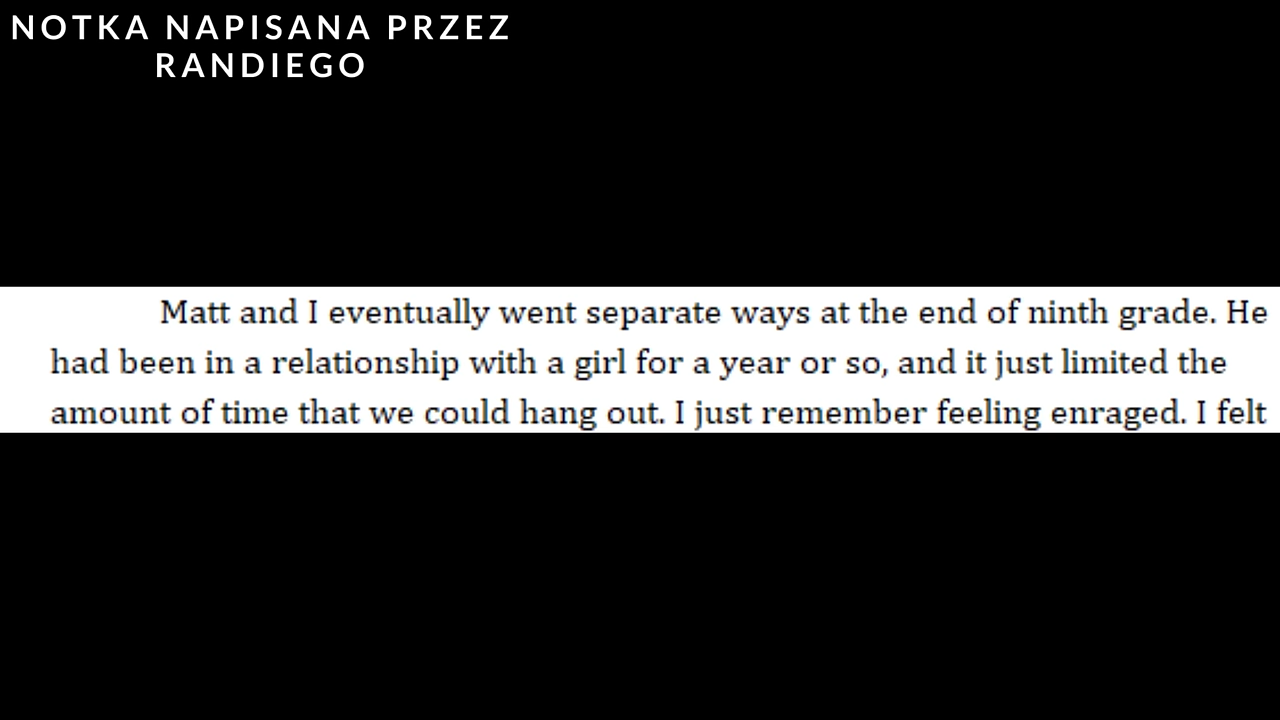 NOTKA NAPISANA PRZEZ
RANDIEGO
Matt and I eventually went separate ways at the end of ninth grade. He
had been in a relationship with a girl for a year or so, and it just limited the
amount of time that we could hang out. I just remember feeling enraged. I felt